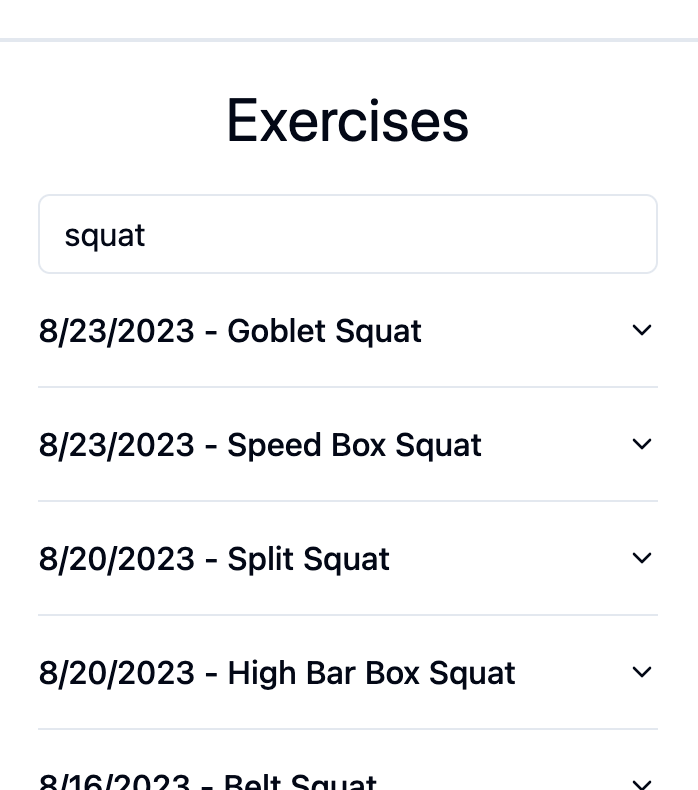 Exercises
squat
8/23/2023 - Goblet Squat
8/23/2023 - Speed Box Squat
8/20/2023 - Split Squat
8/20/2023 - High Bar Box Squat
8/16/2023 - Belt Squat